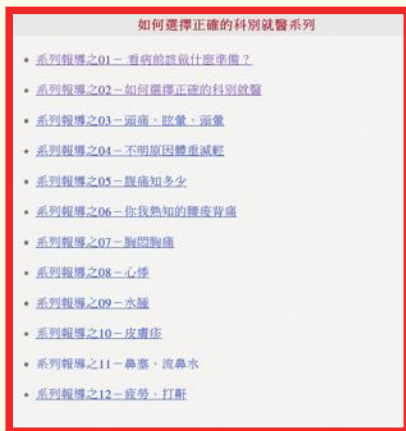 如何選擇正確的科別就醫系列
系列報導之01－ 看病前該做什麼準備？
系列報導之02－如何選擇正確的科別就醫
系列報導之03－頭痛、眩暈、頭暈
系列報導之04－不明原因體重減輕
系列報導之05－腹痛知多少
系列報導之06－你我熟知的腰痠背痛
系列報導之07－胸悶胸痛
系列報導之08－心悸
系列報導之09－水腫
系列報導之10－皮膚疹
系列報導之11－鼻塞、流鼻水
系列報導之12－疲勞、打鼾